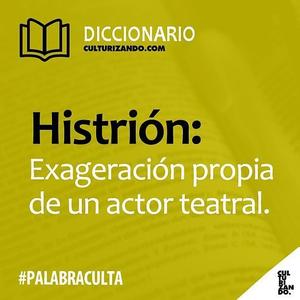 DICCIONARIO
CULTURIZANDO.COM
Histrión:
Exageración propia
de un actor teatral.
#PALABRACULTA
CUL
TU
RI
ZAN
DO.